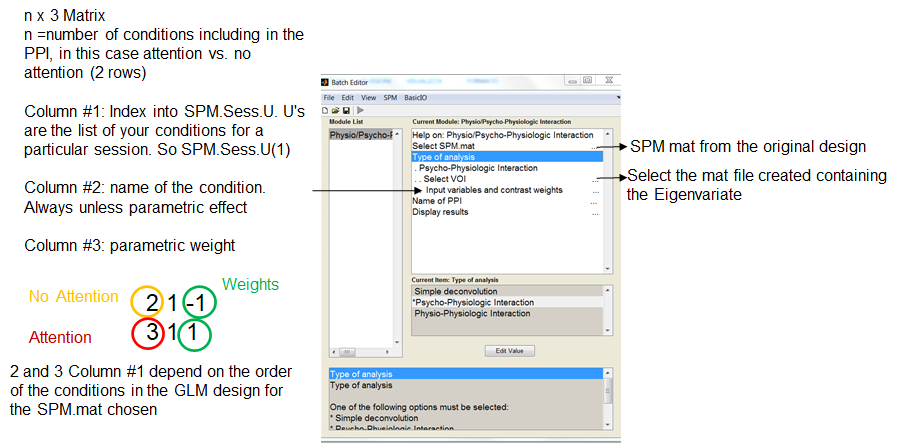 n x 3 Matrix
n =number of conditions including in the
PPI, in this case attention vs. no
attention (2 rows)
Column #1: Index into SPM.Sess.U. U's
are the list of your conditions for a
particular session. So SPM.Sess.U(1)
Column #2: name of the condition.
Always unless parametric effect
Column #3: parametric weight
Weights
No Attention 2 1 -1
Attention 3 1 1
2 and 3 Column #1 depend on the order
of the conditions in the GLM design for
the SPM.mat chosen
Batch Editor
File Edit View SPM BasicIO
Module List
Physio/Psycho-F
Current Module: Physio/Psycho-Physiologic Interaction
Help on: Physio/Psycho-Physiologic Interaction
Select SPM.mat ...
Type of analysis
. Psycho-Physiologic Interaction
. . Select VOI ...
Input variables and contrast weights ...
Name of PPI ...
Display results ...
Current Item: Type of analysis
Simple deconvolution
*Psycho-Physiologic Interaction
Physio-Physiologic Interaction
Edit Value
Type of analysis
Type of analysis
One of the following options must be selected:
* Simple deconvolution
* Psycho-Physiologic Interaction
SPM mat from the original design
Select the mat file created containing
the Eigenvariate